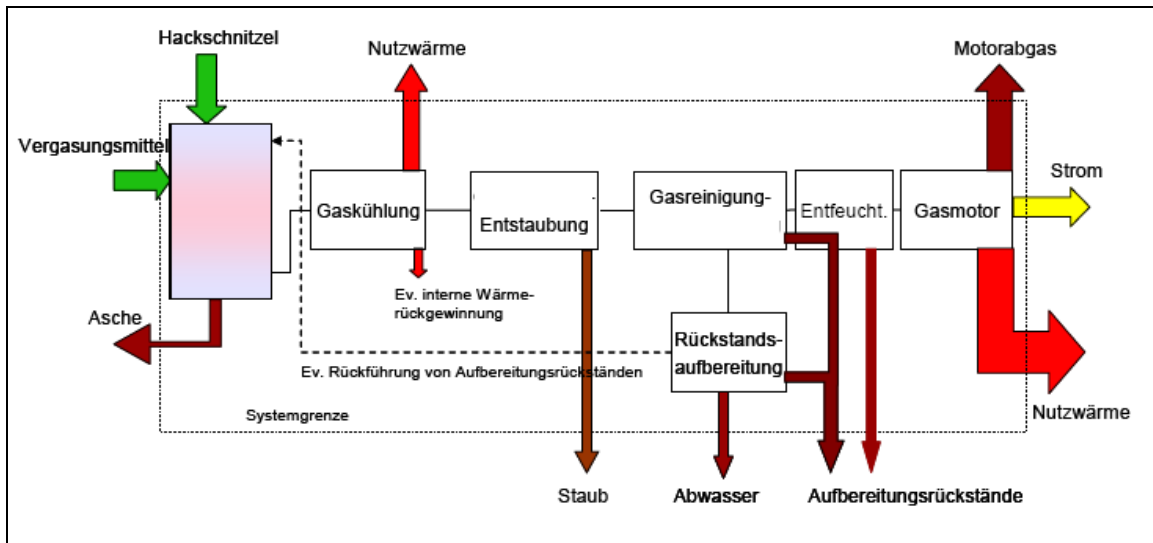 Hackschnitzel
Nutzwärme
Motorabgas
Vergasungsmittel
Strom
Gaskühlung
Entstaubung
Gasreinigung-
Entfeucht.
Gasmotor
Ev. interne Wärme-
rückgewinnung
Asche
Rückstands-
aufbereitung
Ev. Rückführung von Aufbereitungsrückständen
Systemgrenze
Nutzwärme
Staub
Abwasser
Aufbereitungsrückstände